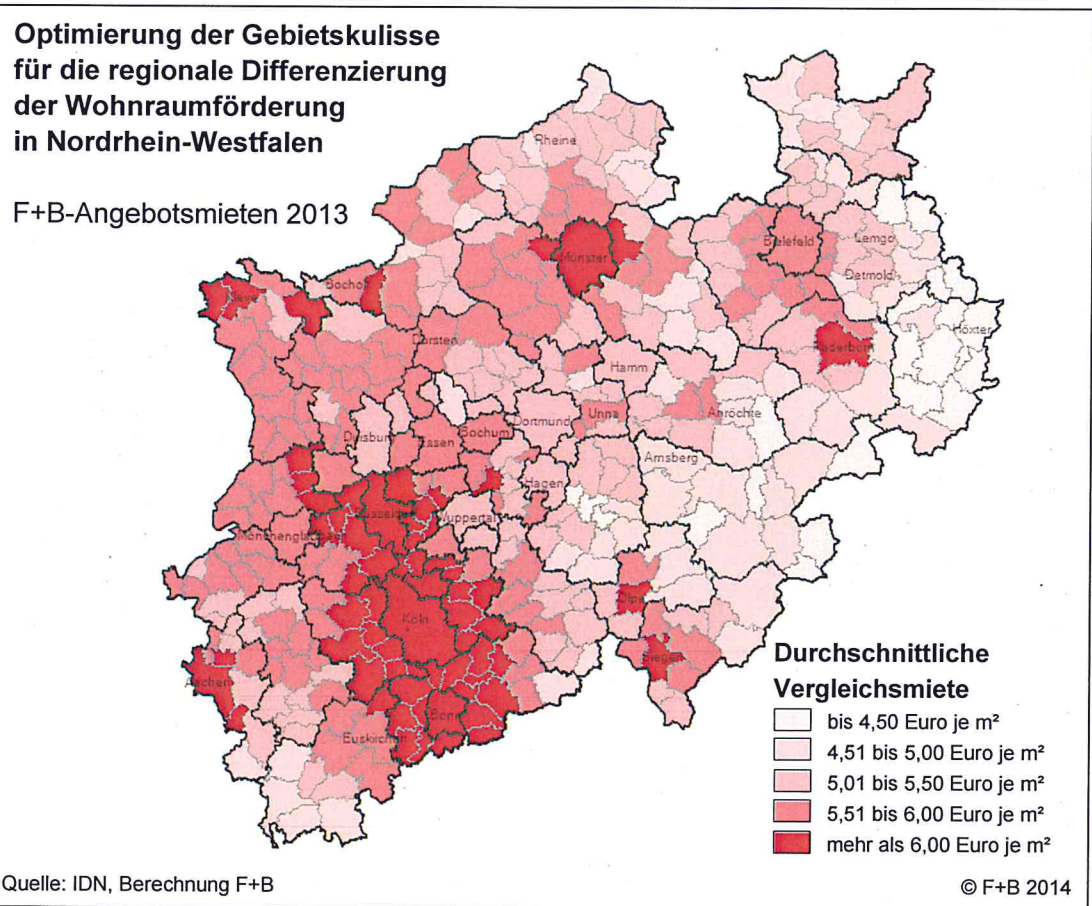 Optimierung der Gebietskulisse
für die regionale Differenzierung
der Wohnraumförderung
in Nordrhein-Westfalen
F+B-Angebotsmieten 2013
Rheine
Münster
Bielefeld
Lemgo
Detmold
Kleve
Bochol
Höxter
Dorsten
Paderborn
Hamm
Unna
Anröchte
Duisburg
Essen
Bochum
Dortmund
Arnsberg
Hagen
Düsseldorf
Wuppertal
Mönchengladbach
Olpe
Köln
Siegen
Aachen
Bonn
Euskirchen
Durchschnittliche
Vergleichsmiete
bis 4,50 Euro je m²
4,51 bis 5,00 Euro je m²
5,01 bis 5,50 Euro je m²
5,51 bis 6,00 Euro je m²
mehr als 6,00 Euro je m²
Quelle: IDN, Berechnung F+B
© F+B 2014